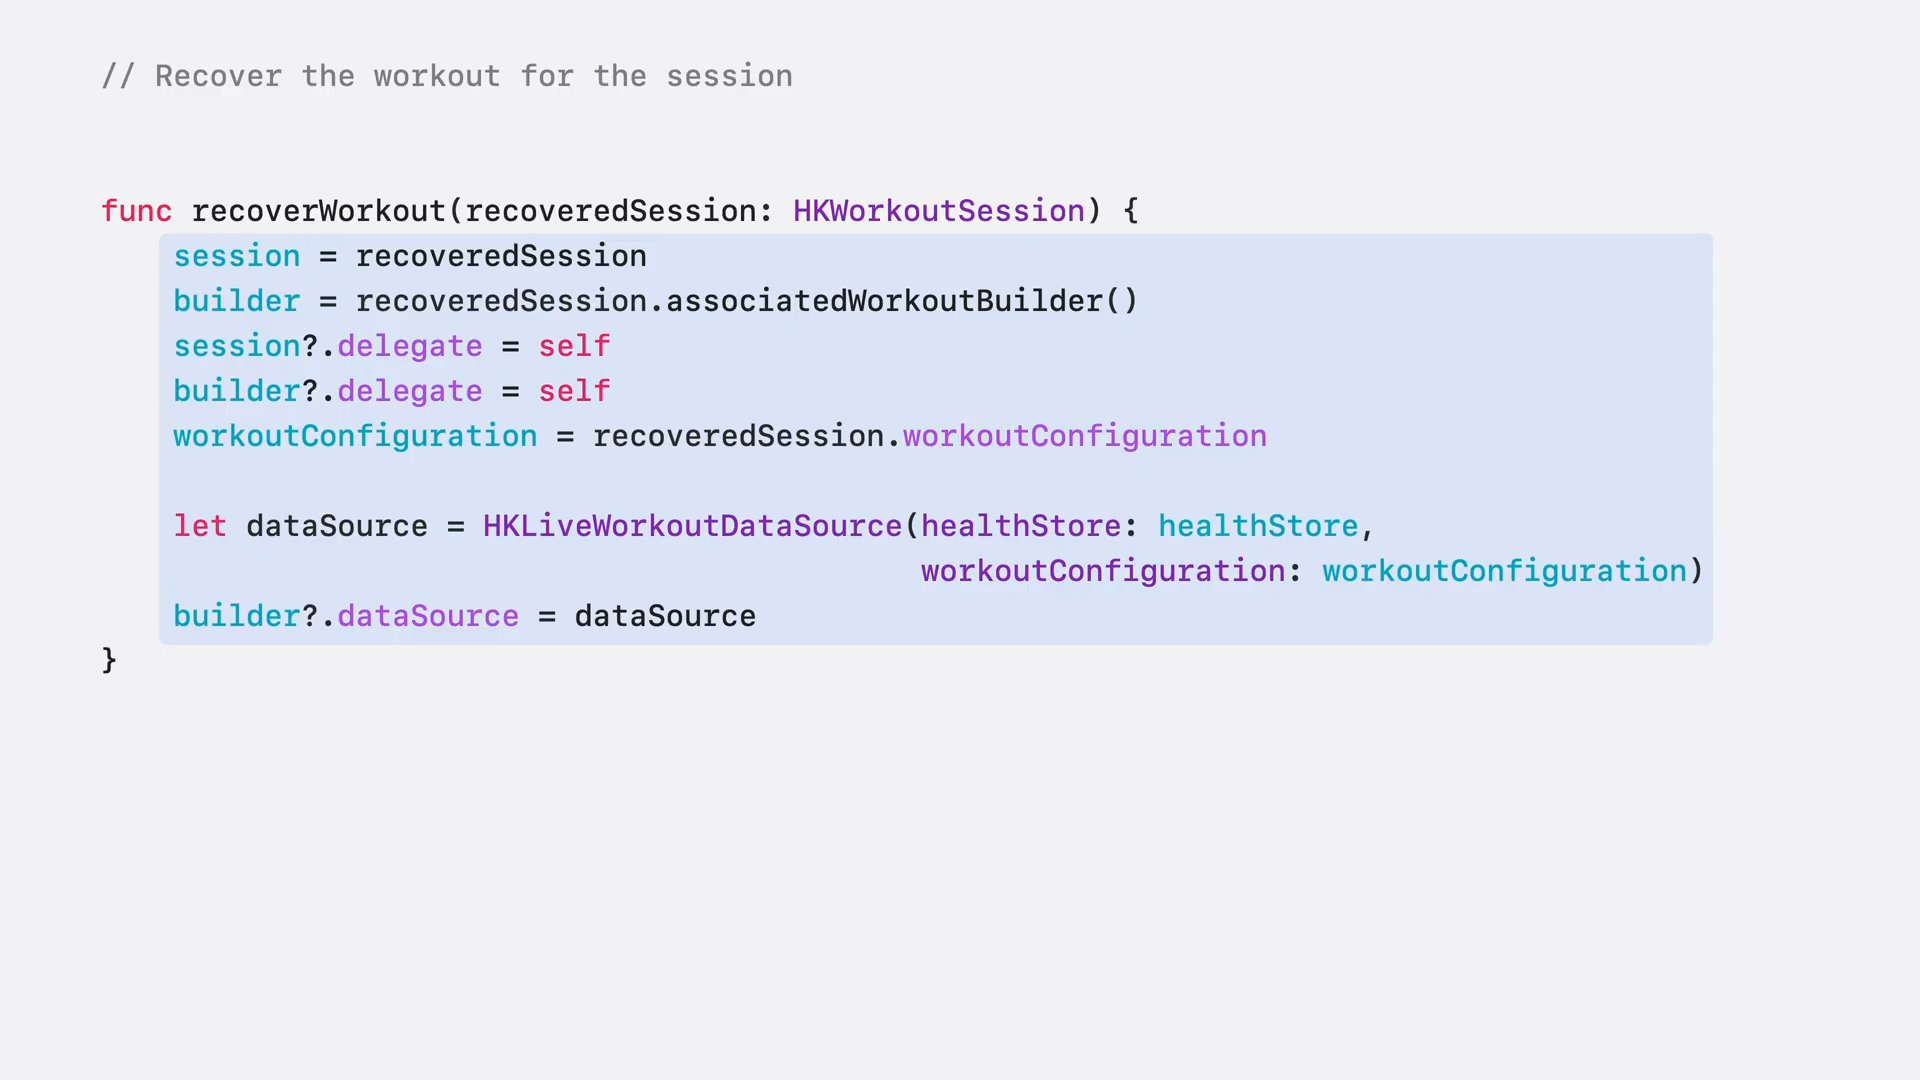 // Recover the workout for the session
func recoverWorkout(recoveredSession: HKWorkoutSession) {
session = recoveredSession
builder = recoveredSession.associatedWorkoutBuilder()
session?.delegate = self
builder?.delegate = self
workoutConfiguration = recoveredSession.workoutConfiguration
let dataSource = HKLiveWorkoutDataSource(healthStore: healthStore,
workoutConfiguration: workoutConfiguration)
builder?.dataSource = dataSource
}